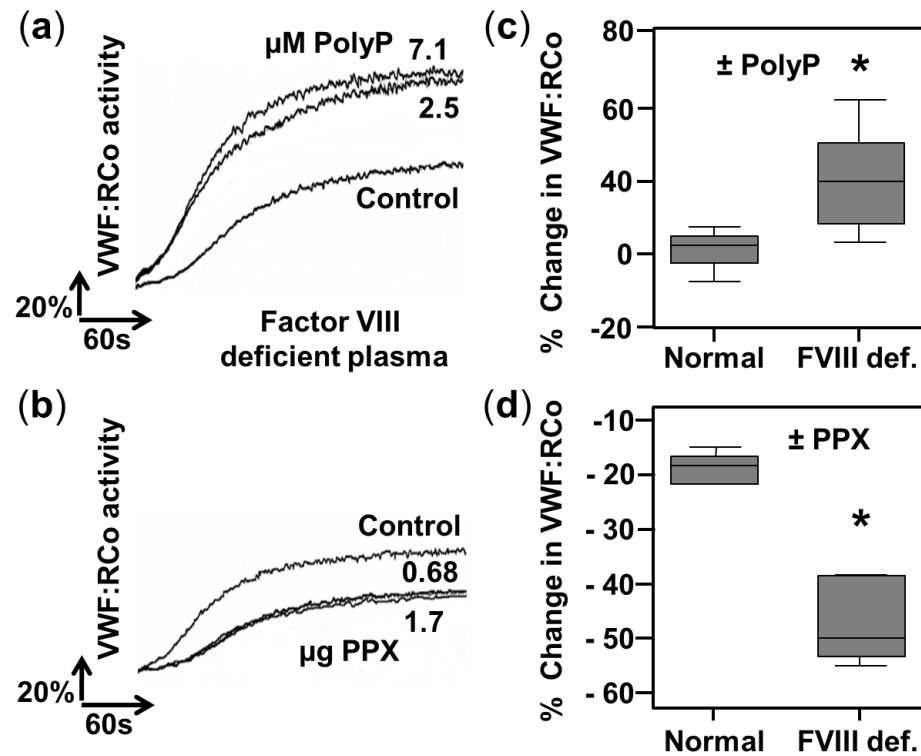 (a)
µM PolyP
7.1
2.5
Control
VWF:RCo activity
20%
60s
Factor VIII
deficient plasma
(b)
VWF:RCo activity
Control
0.68
1.7
µg PPX
20%
60s
(c)
% Change in VWF:RCo
80
60
40
20
0
-20
± PolyP
*
Normal
FVIII def.
(d)
% Change in VWF:RCo
- 10
- 20
- 30
- 40
- 50
- 60
± PPX
*
Normal
FVIII def.